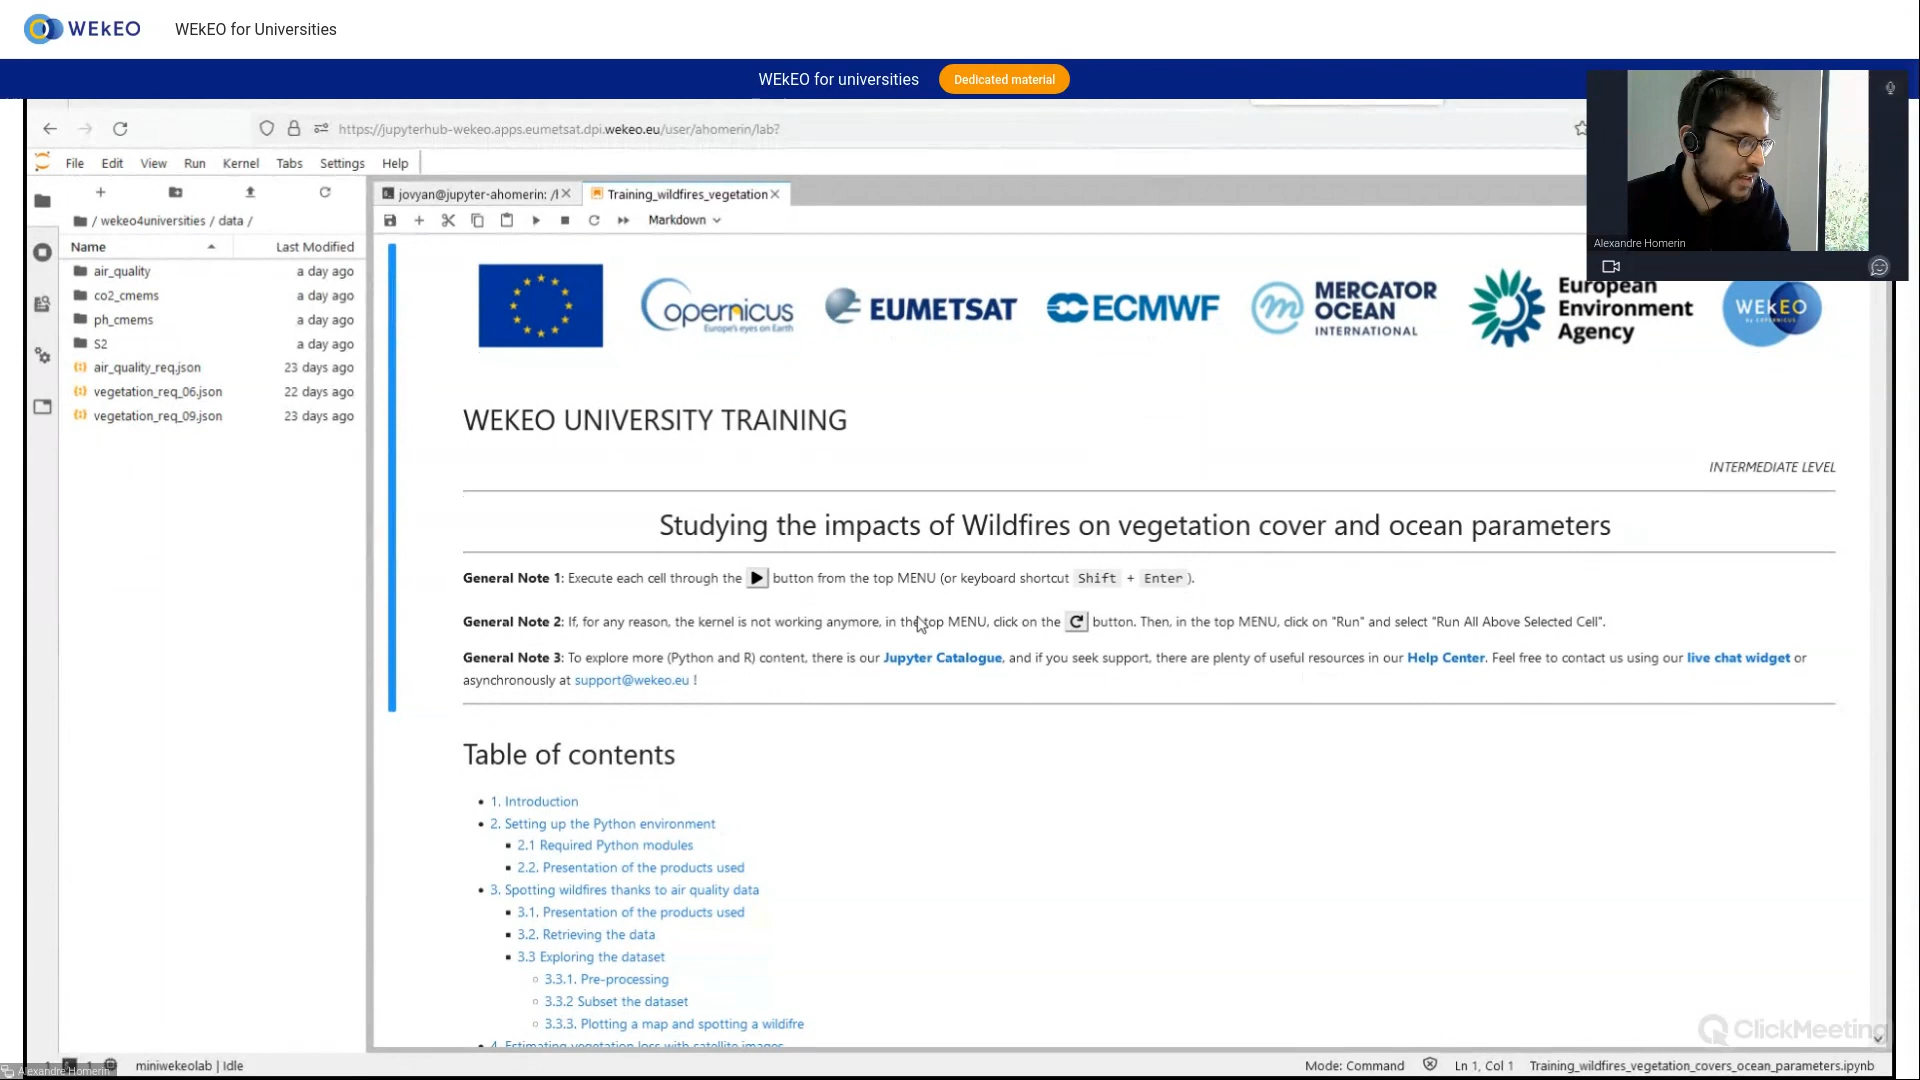 WEkEO WEkEO for Universities
WEkEO for universities Dedicated material
https://jupyterhub-wekeo.apps.eumetsat.dpi.wekeo.eu/user/ahomerin/lab?
File Edit View Run Kernel Tabs Settings Help
jovyan@jupyter-ahomerin: /l Training_wildfires_vegetation
/ wekeo4universities / data /
Markdown
Name Last Modified
air_quality a day ago
co2_cmems a day ago
ph_cmems a day ago
S2 a day ago
air_quality_req.json 23 days ago
vegetation_req_06.json 22 days ago
vegetation_req_09.json 23 days ago
Alexandre Homerin
opernicus
Europe's eyes on Earth
EUMETSAT
ECMWF
MERCATOR
OCEAN
INTERNATIONAL
European
Environment
Agency
WEkEO
BY COPERNICUS
WEKEO UNIVERSITY TRAINING
INTERMEDIATE LEVEL
Studying the impacts of Wildfires on vegetation cover and ocean parameters
General Note 1: Execute each cell through the button from the top MENU (or keyboard shortcut Shift + Enter ).
General Note 2: If, for any reason, the kernel is not working anymore, in the top MENU, click on the button. Then, in the top MENU, click on "Run" and select "Run All Above Selected Cell".
General Note 3: To explore more (Python and R) content, there is our Jupyter Catalogue, and if you seek support, there are plenty of useful resources in our Help Center. Feel free to contact us using our live chat widget or
asynchronously at support@wekeo.eu !
Table of contents
1. Introduction
2. Setting up the Python environment
2.1 Required Python modules
2.2. Presentation of the products used
3. Spotting wildfires thanks to air quality data
3.1. Presentation of the products used
3.2. Retrieving the data
3.3 Exploring the dataset
3.3.1. Pre-processing
3.3.2 Subset the dataset
3.3.3. Plotting a map and spotting a wildifre
4. Estimating vegetation loss with satellite images
ClickMeeting
1 1 miniwekeolab | Idle
Mode: Command Ln 1, Col 1 Training_wildfires_vegetation_covers_ocean_parameters.ipynb
Alexandre Homerin